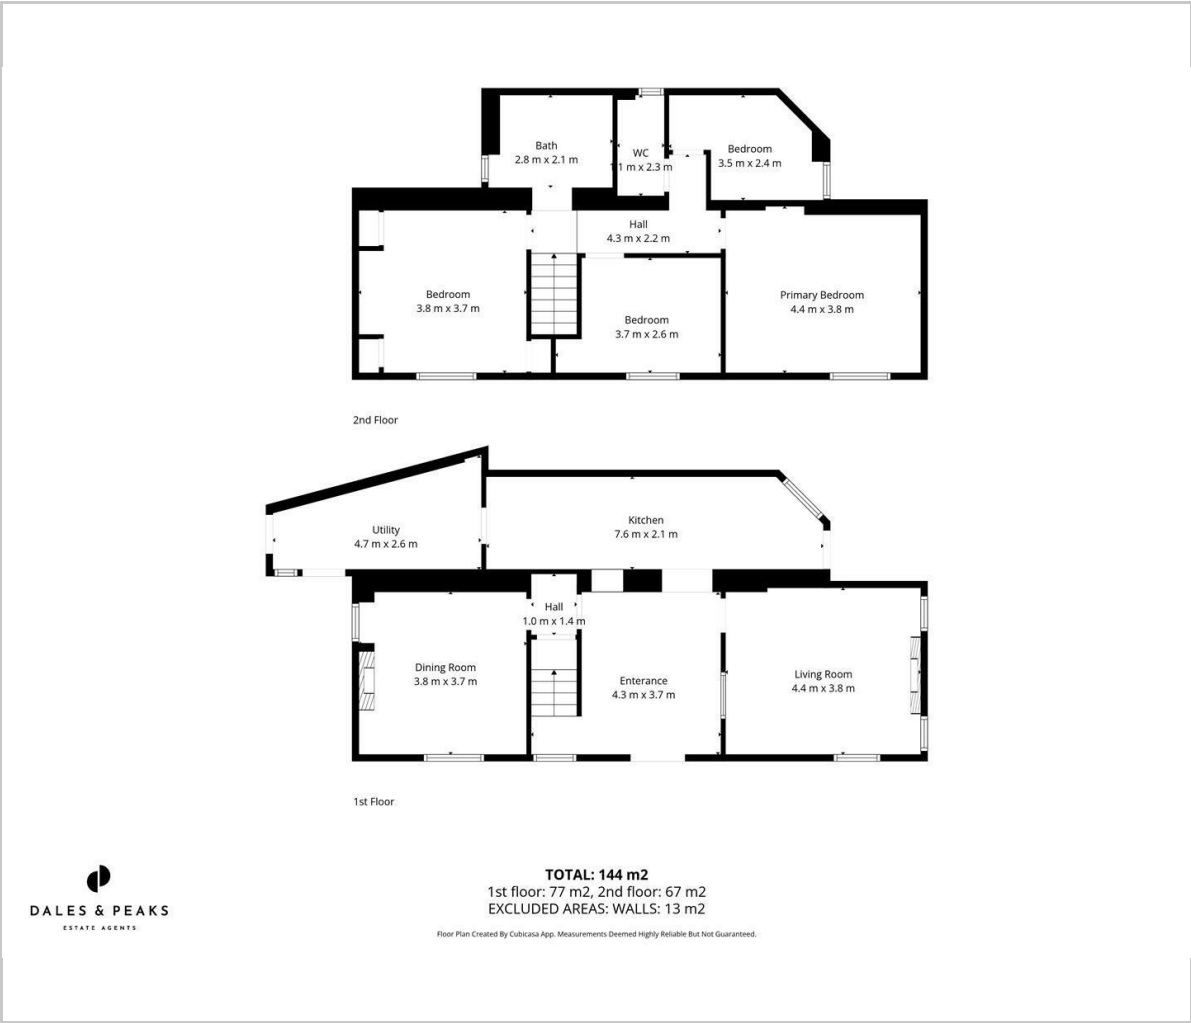 Bath
2.8 m x 2.1 m
WC
1 m x 2.3 m
Bedroom
3.5 m x 2.4 m
Hall
4.3 m x 2.2 m
Bedroom
3.8 m x 3.7 m
Bedroom
3.7 m x 2.6 m
Primary Bedroom
4.4 m x 3.8 m
2nd Floor
Utility
4.7 m x 2.6 m
Kitchen
7.6 m x 2.1 m
Hall
1.0 m x 1.4 m
Dining Room
3.8 m x 3.7 m
Enterance
4.3 m x 3.7 m
Living Room
4.4 m x 3.8 m
1st Floor
DALES & PEAKS
ESTATE AGENTS
TOTAL: 144 m2
1st floor: 77 m2, 2nd floor: 67 m2
EXCLUDED AREAS: WALLS: 13 m2
Floor Plan Created By Cubicasa App. Measurements Deemed Highly Reliable But Not Guaranteed.